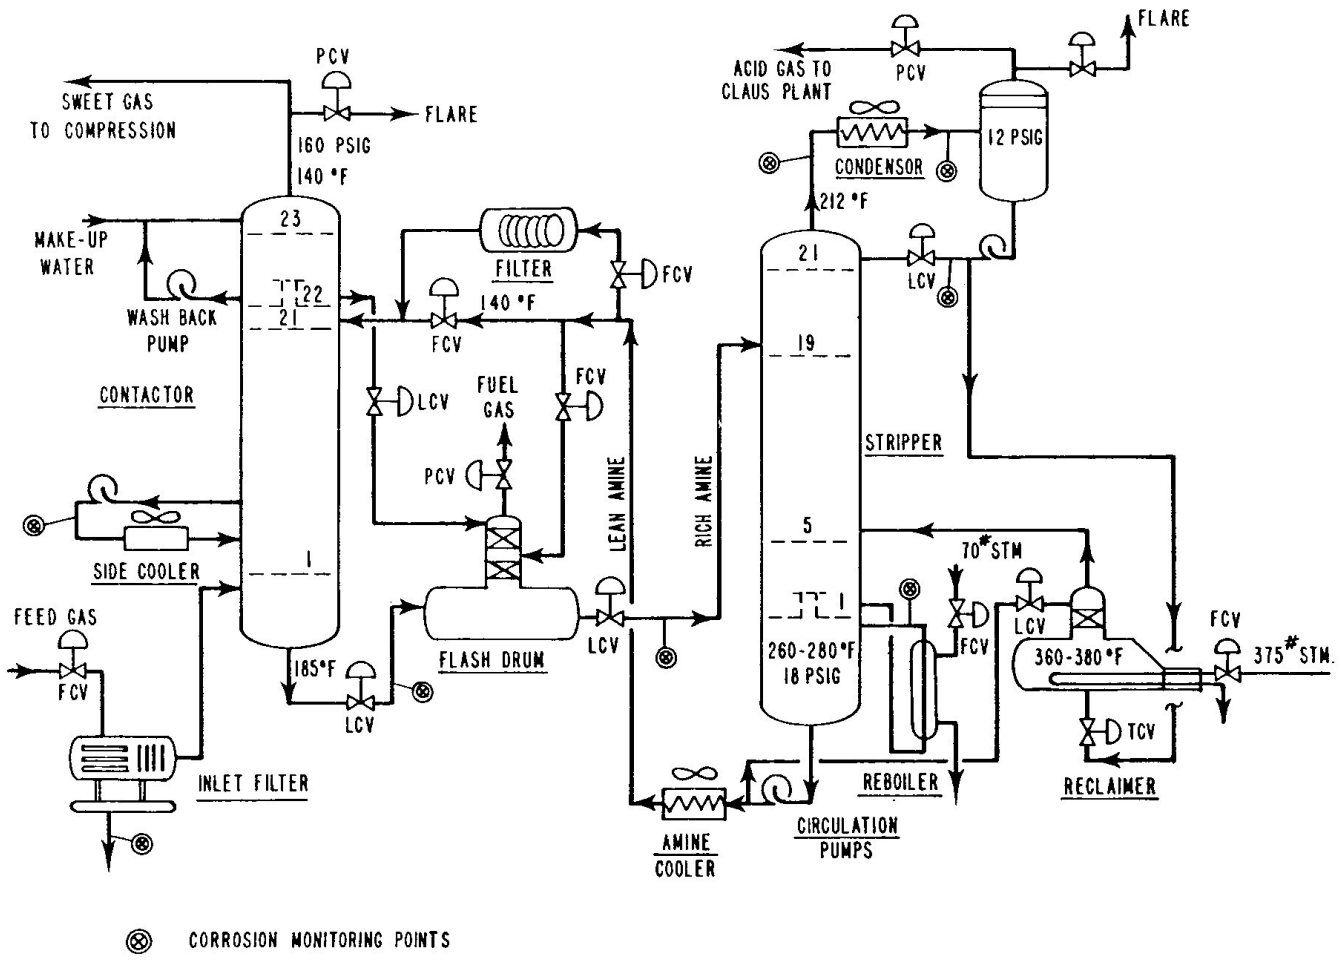 FLARE
PCV
ACID GAS TO
CLAUS PLANT
PCV
SWEET GAS
TO COMPRESSION
FLARE
160 PSIG
140 °F
12 PSIG
CONDENSOR
212 °F
23
MAKE-UP
WATER
22
21
WASH BACK
PUMP
FILTER
FCV
140 °F
FCV
21
LCV
19
CONTACTOR
LCV
FUEL
GAS
FCV
PCV
STRIPPER
LEAN AMINE
RICH AMINE
5
70# STM
SIDE COOLER
1
FEED GAS
FCV
185°F
LCV
FLASH DRUM
LCV
1
260-280°F
18 PSIG
FCV
LCV
360-380°F
FCV
375# STM.
TCV
INLET FILTER
REBOILER
RECLAIMER
AMINE
COOLER
CIRCULATION
PUMPS
CORROSION MONITORING POINTS